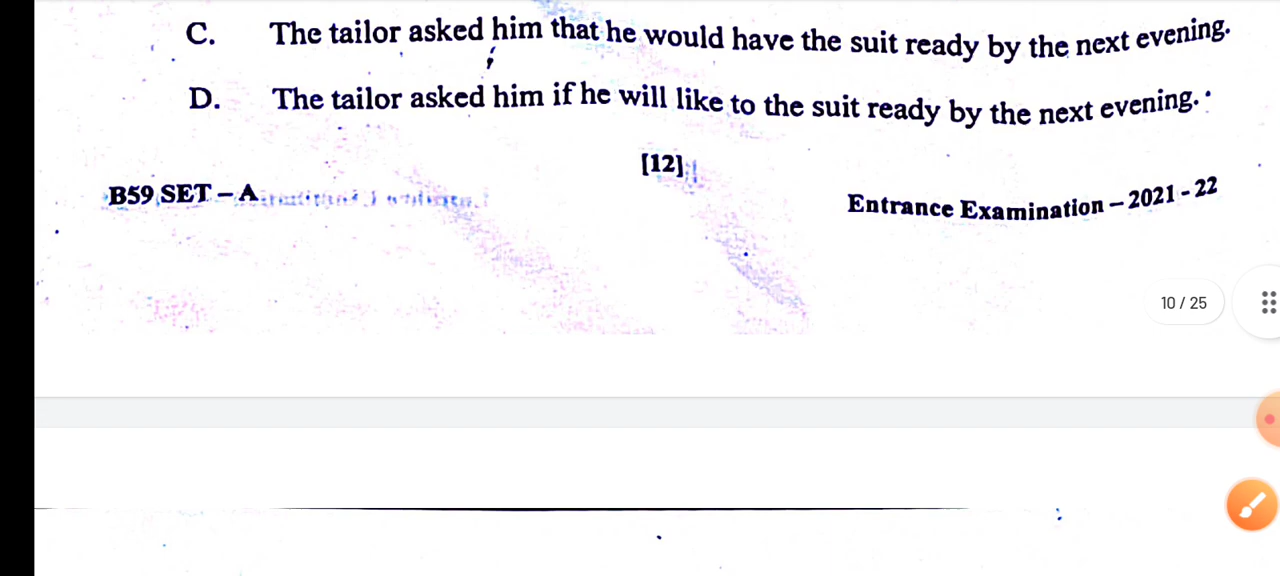 C. The tailor asked him that he would have the suit ready by the next evening.
D. The tailor asked him if he will like to the suit ready by the next evening.
[12]
B59 SET – A
Entrance Examination – 2021 - 22
10 / 25